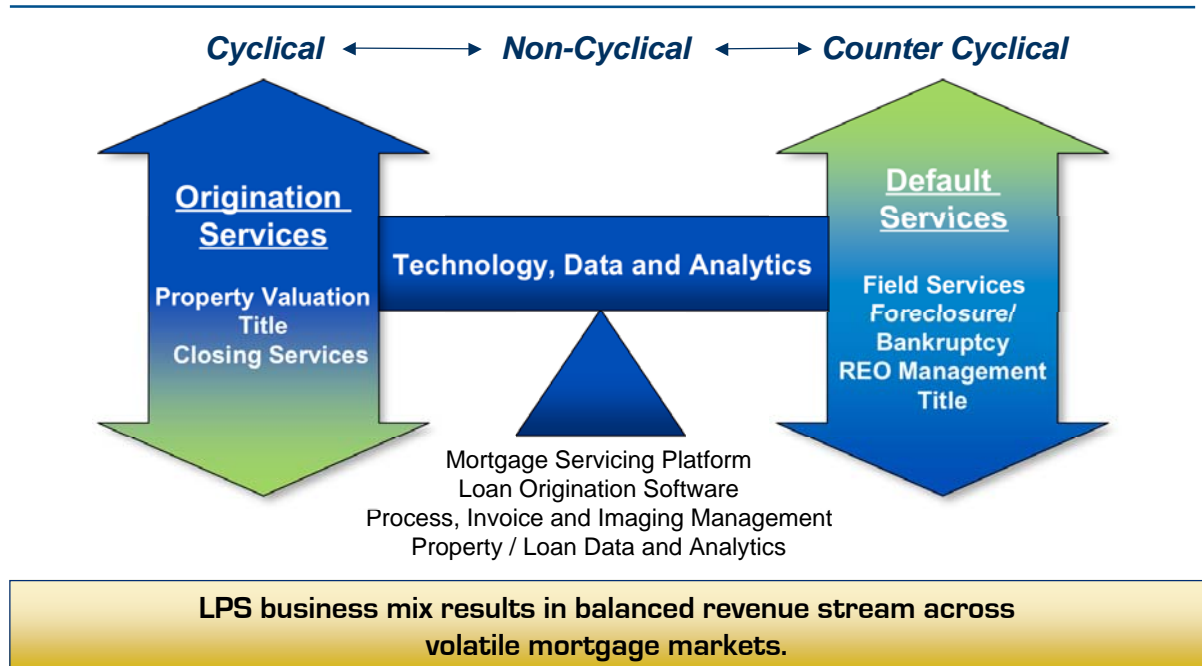 Cyclical Non-Cyclical Counter Cyclical
Origination
Services
Property Valuation
Title
Closing Services
Technology, Data and Analytics
Default
Services
Field Services
Foreclosure/
Bankruptcy
REO Management
Title
Mortgage Servicing Platform
Loan Origination Software
Process, Invoice and Imaging Management
Property / Loan Data and Analytics
LPS business mix results in balanced revenue stream across
volatile mortgage markets.